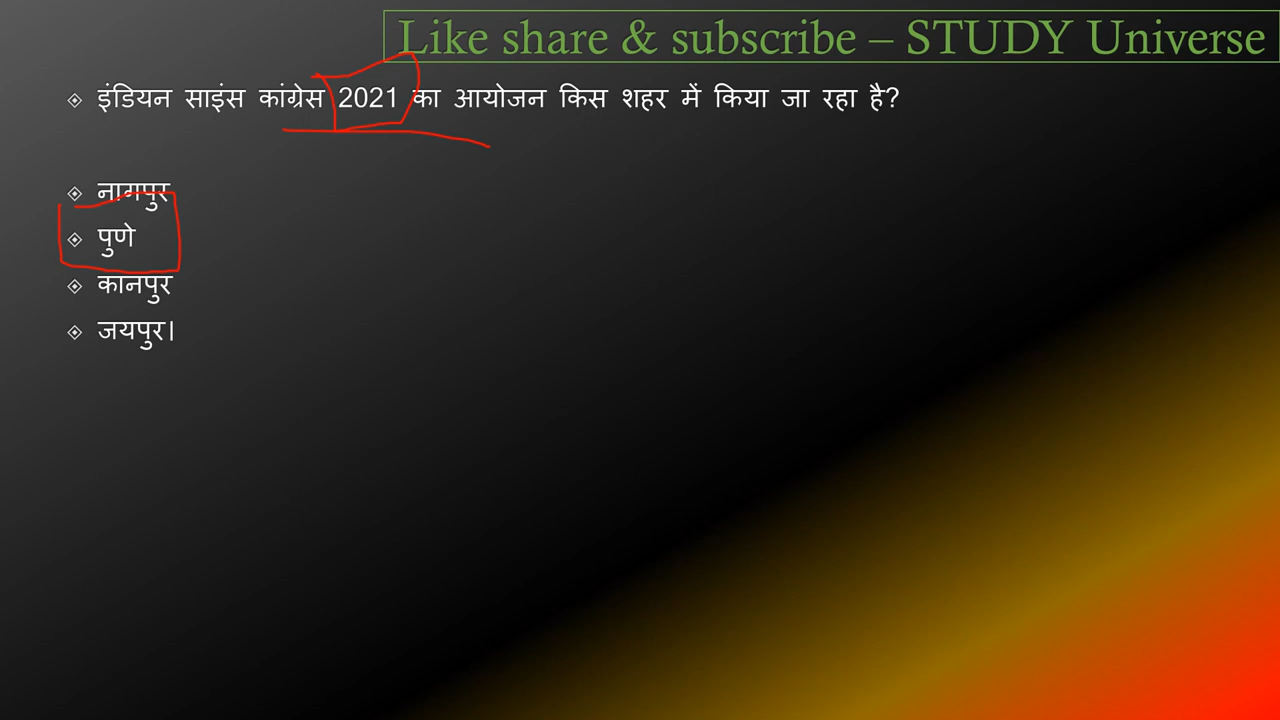 Like share & subscribe – STUDY Universe
इंडियन साइंस कांग्रेस 2021 का आयोजन किस शहर में किया जा रहा है?
नागपुर
पुणे
कानपुर
जयपुर।